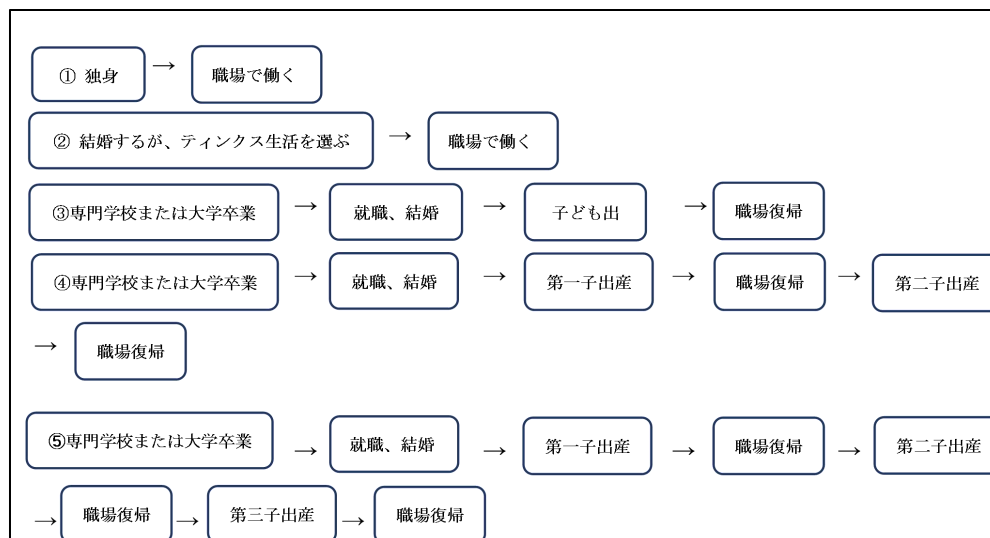 ① 独身 → 職場で働く
② 結婚するが、ティンクス生活を選ぶ → 職場で働く
③専門学校または大学卒業 → 就職、結婚 → 子ども出 → 職場復帰
④専門学校または大学卒業 → 就職、結婚 → 第一子出産 → 職場復帰 → 第二子出産
→ 職場復帰
⑤専門学校または大学卒業 → 就職、結婚 → 第一子出産 → 職場復帰 → 第二子出産
→ 職場復帰 → 第三子出産 → 職場復帰